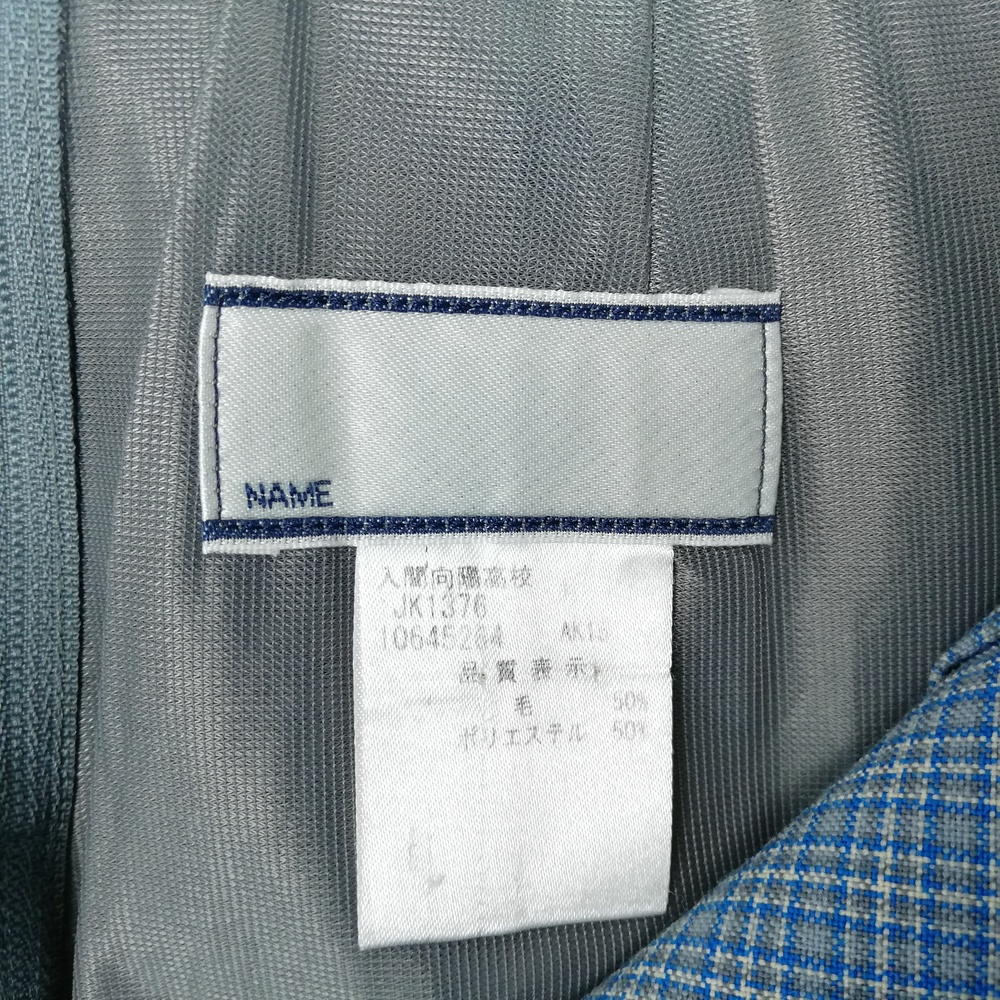 NAME
入間向陽高校
JK1376
10645284 AK15
品質表示
毛 50%
ポリエステル 50%